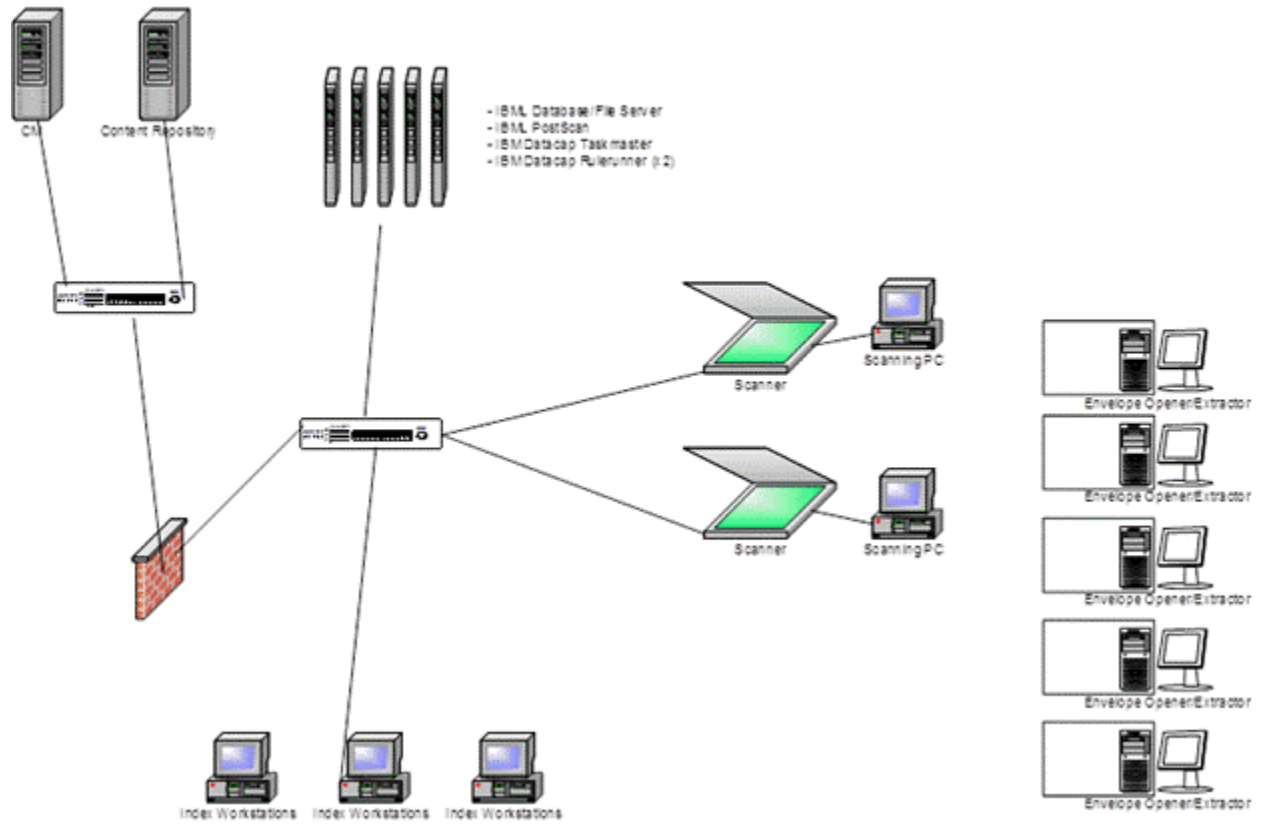 CM
Content Repository
- IBML Database/File Server
- IBML PostScan
- IBM Datacap Taskmaster
- IBM Datacap Rulerunner (x2)
Scanner
Scanning PC
Scanner
Scanning PC
Envelope Opener/Extractor
Envelope Opener/Extractor
Envelope Opener/Extractor
Envelope Opener/Extractor
Envelope Opener/Extractor
Index Workstations
Index Workstations
Index Workstations